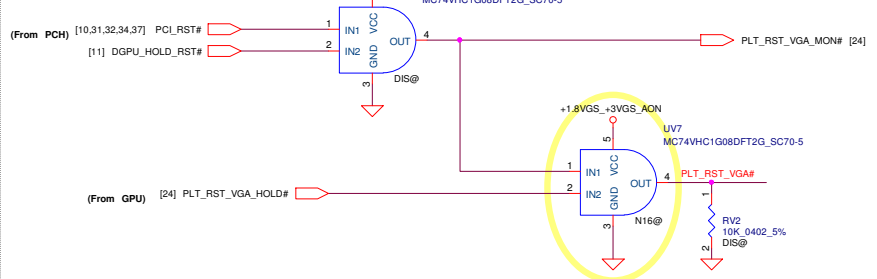 MC74VHC1G08DFT2G_SC70-5
(From PCH) [10,31,32,34,37] PCI_RST# 1 IN1 VCC
OUT 4 PLT_RST_VGA_MON# [24]
[11] DGPU_HOLD_RST# 2 IN2 GND
3 DIS@
+1.8VGS_+3VGS_AON
UV7
5 MC74VHC1G08DFT2G_SC70-5
1 IN1 VCC
OUT 4 PLT_RST_VGA#
(From GPU) [24] PLT_RST_VGA_HOLD# 2 IN2 GND
1
3 N16@ RV2
10K_0402_5%
2 DIS@